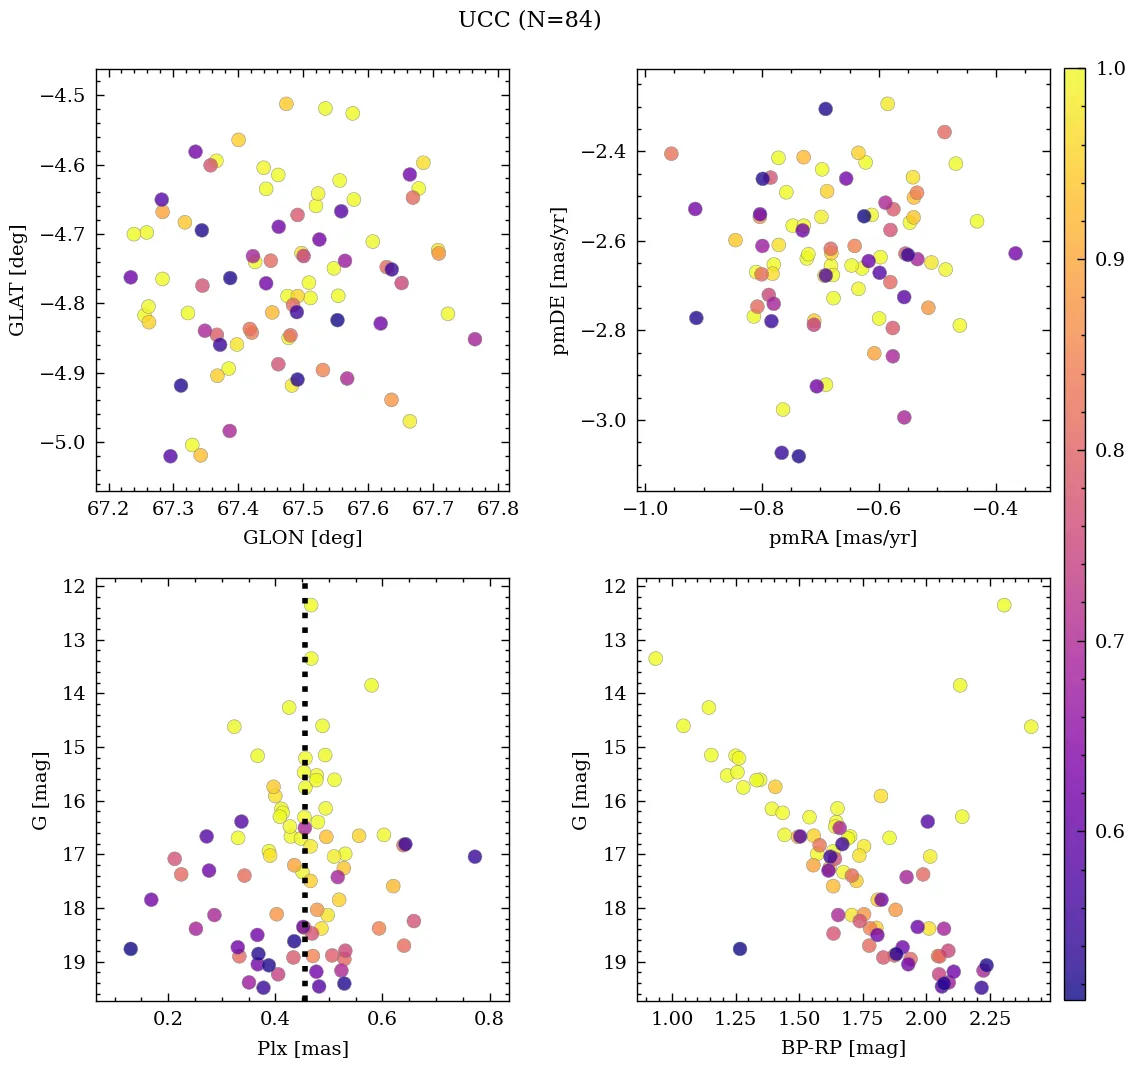 UCC (N=84)
−4.5
−4.6
−4.7
−4.8
−4.9
−5.0
GLAT [deg]
67.2 67.3 67.4 67.5 67.6 67.7 67.8
GLON [deg]
−2.4
−2.6
−2.8
−3.0
pmDE [mas/yr]
−1.0 −0.8 −0.6 −0.4
pmRA [mas/yr]
1.0
0.9
0.8
0.7
0.6
12
13
14
15
16
17
18
19
G [mag]
0.2 0.4 0.6 0.8
Plx [mas]
12
13
14
15
16
17
18
19
G [mag]
1.00 1.25 1.50 1.75 2.00 2.25
BP-RP [mag]